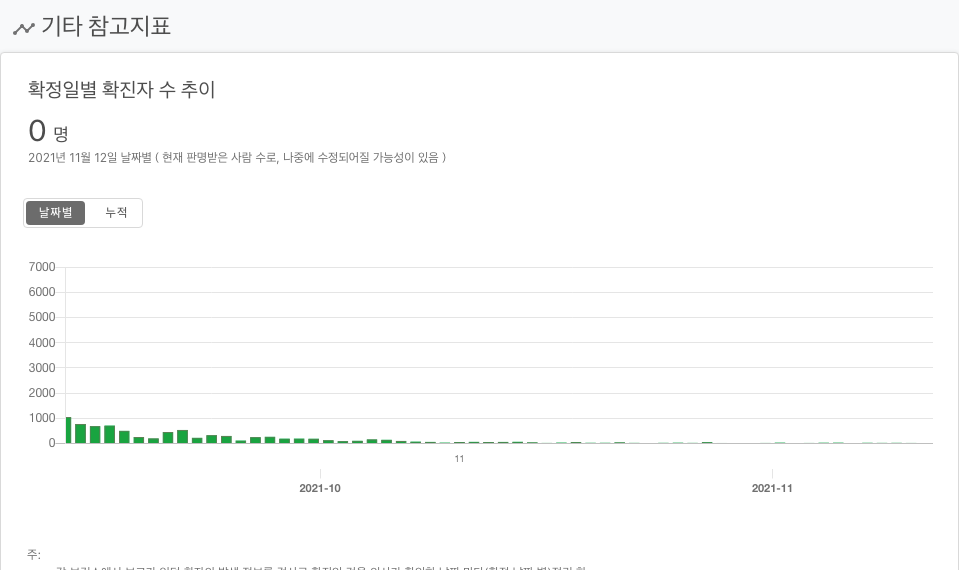 기타 참고지표
확정일별 확진자 수 추이
0 명
2021년 11월 12일 날짜별 ( 현재 판명받은 사람 수로, 나중에 수정되어질 가능성이 있음 )
날짜별 누적
7000
6000
5000
4000
3000
2000
1000
0
11
2021-10 2021-11
주: